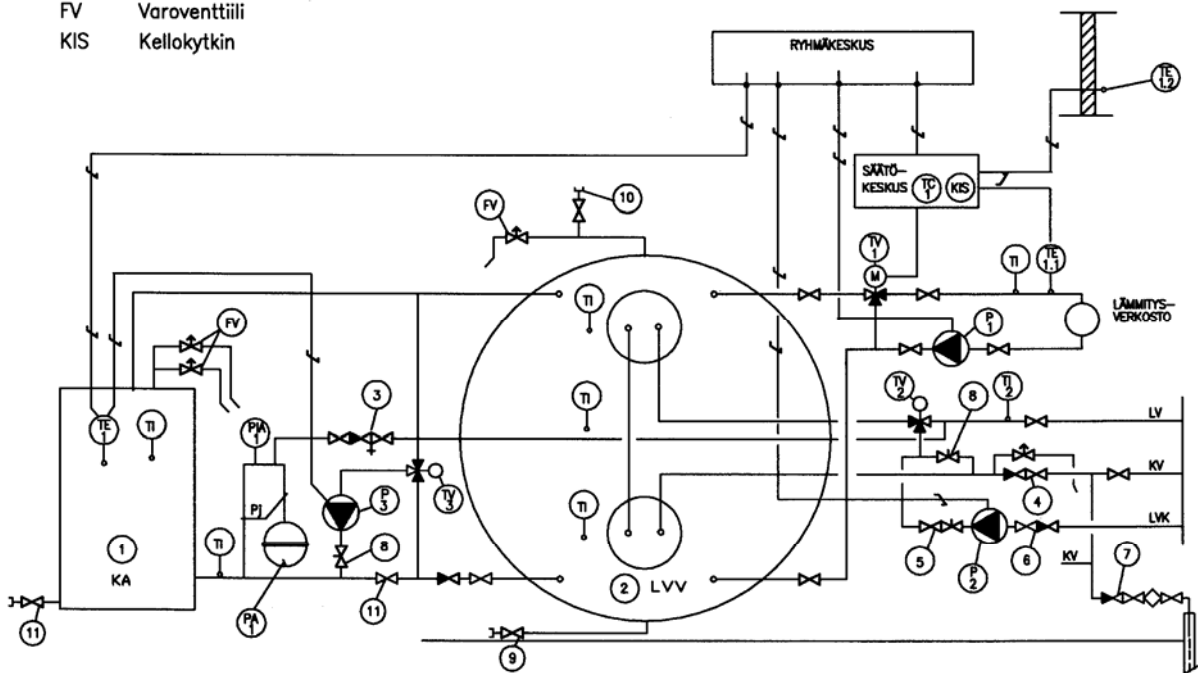 FV Varoventtiili
KIS Kellokytkin
RYHMÄKESKUS
TE 1.2
SÄÄTÖ-
KESKUS
TC 1
KIS
FV
10
TV 1
M
TI
TE 1.1
LÄMMITYS-
VERKOSTO
P 1
FV
TI
3
TI
TV 2
8
TI 2
LV
KV
4
LVK
TE 1
TI
PIA 1
TV 3
P 3
PJ
TI
5
P 2
6
KV
7
1
KA
TI
8
11
2 LVV
11
PA 1
9